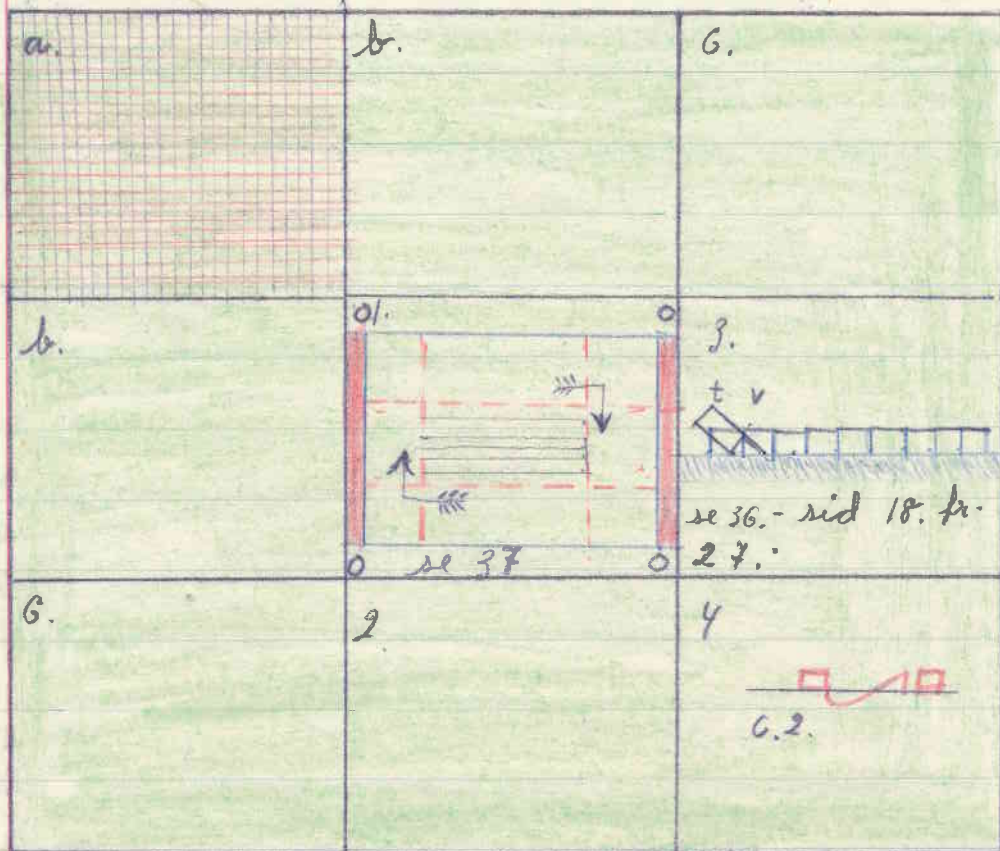 a.
b.
6.
b.
01.
0
0
se 37
0
3.
t v
se 36.- sid 18. fr.
27.:
6.
2
4
6.2.